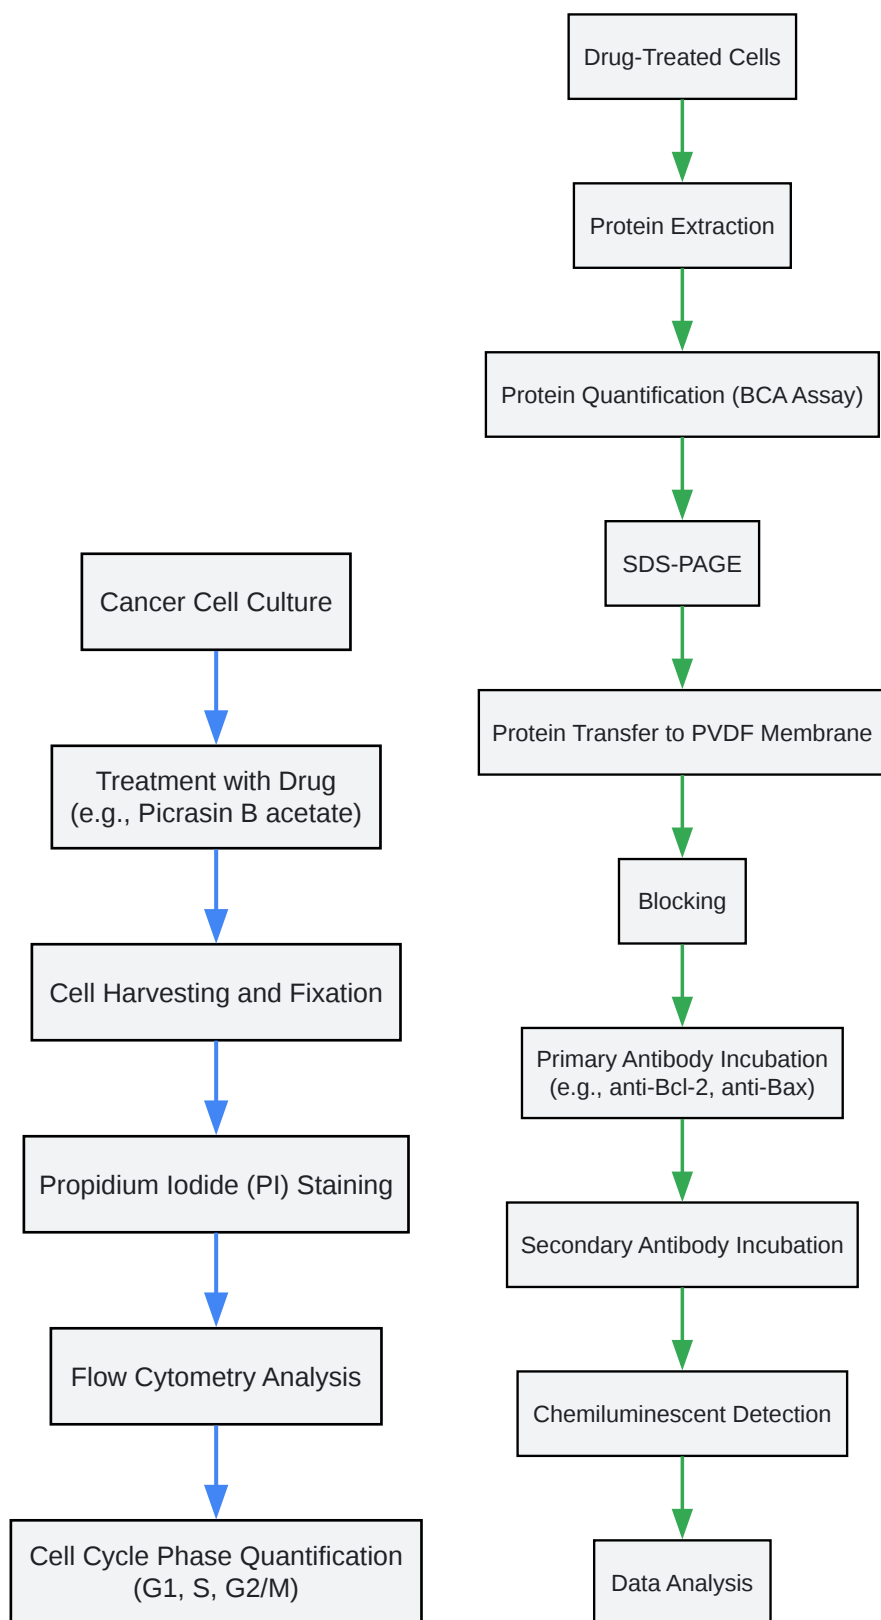 Cancer Cell Culture
Treatment with Drug
(e.g., Picrasin B acetate)
Cell Harvesting and Fixation
Propidium Iodide (PI) Staining
Flow Cytometry Analysis
Cell Cycle Phase Quantification
(G1, S, G2/M)
Drug-Treated Cells
Protein Extraction
Protein Quantification (BCA Assay)
SDS-PAGE
Protein Transfer to PVDF Membrane
Blocking
Primary Antibody Incubation
(e.g., anti-Bcl-2, anti-Bax)
Secondary Antibody Incubation
Chemiluminescent Detection
Data Analysis